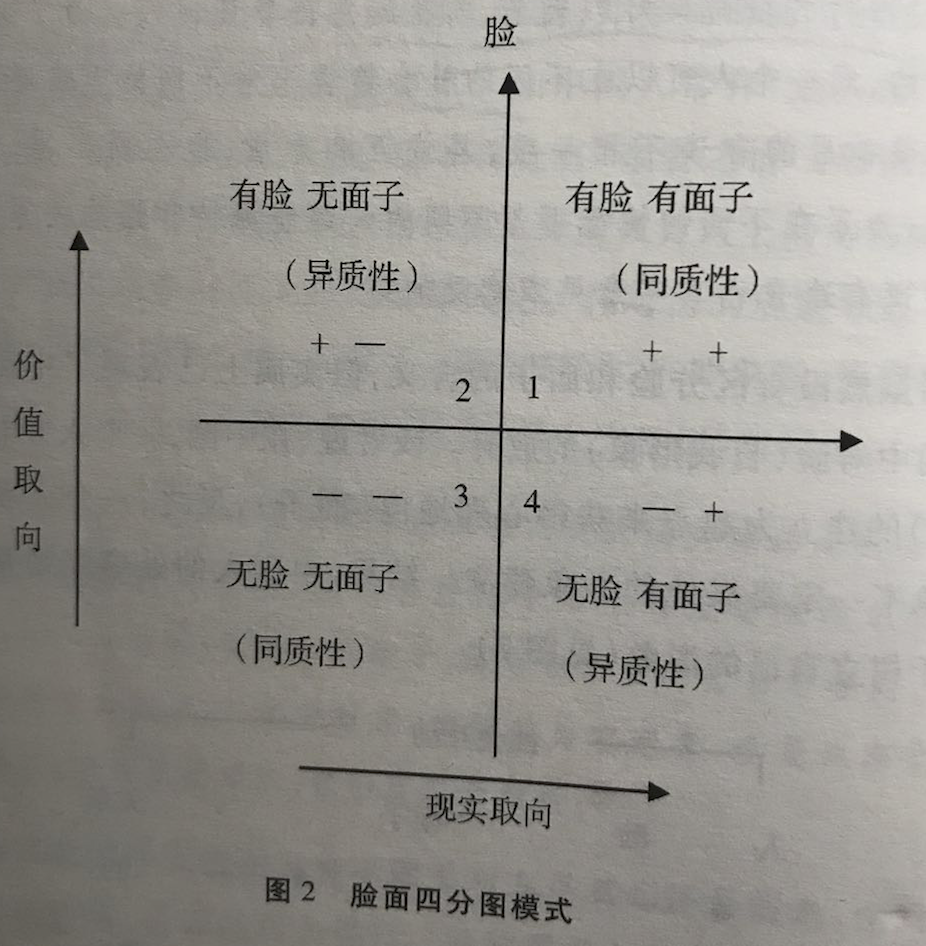 脸
有脸 无面子
有脸 有面子
（异质性）
（同质性）
+ —
+ +
2
1
价值取向
— —
3
4
— +
无脸 无面子
无脸 有面子
（同质性）
（异质性）
现实取向
图 2 脸面四分图模式